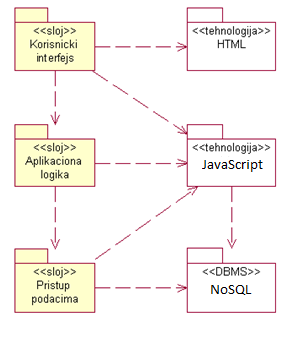 <<sloj>>
Korisnicki
interfejs
<<tehnologija>>
HTML
<<sloj>>
Aplikaciona
logika
<<tehnologija>>
JavaScript
<<sloj>>
Pristup
podacima
<<DBMS>>
NoSQL